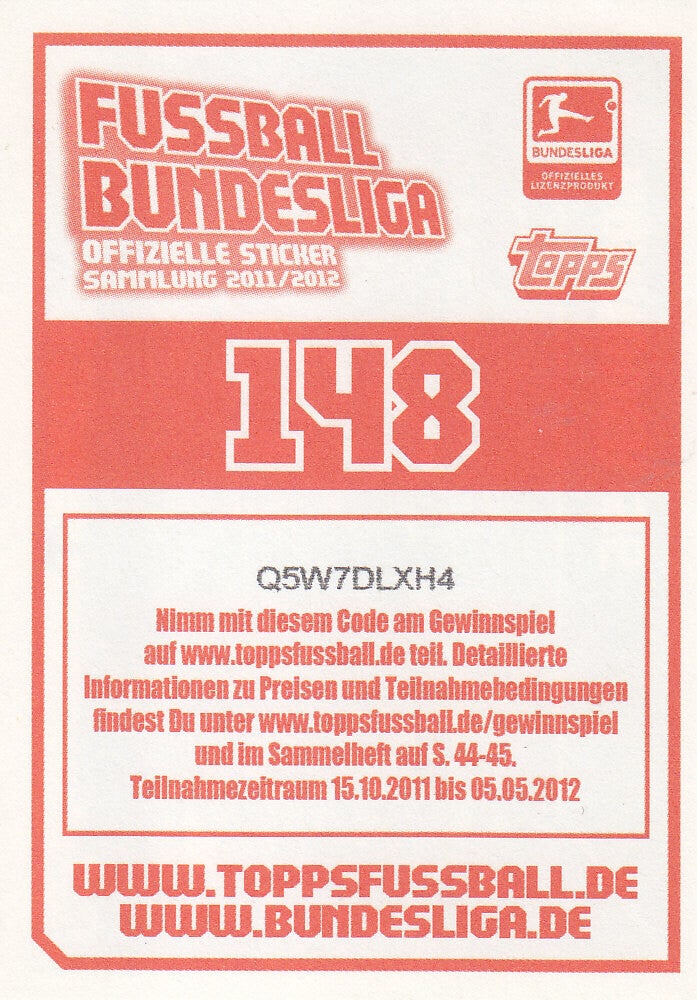 FUSSBALL
BUNDESLIGA
OFFIZIELLE STICKER
SAMMLUNG 2011/2012
BUNDESLIGA
OFFIZIELLES
LIZENZPRODUKT
topps
148
Q5W7DLXH4
Nimm mit diesem Code am Gewinnspiel
auf www.toppsfussball.de teil. Detaillierte
Informationen zu Preisen und Teilnahmebedingungen
findest Du unter www.toppsfussball.de/gewinnspiel
und im Sammelheft auf S. 44-45.
Teilnahmezeitraum 15.10.2011 bis 05.05.2012
WWW.TOPPSFUSSBALL.DE
WWW.BUNDESLIGA.DE